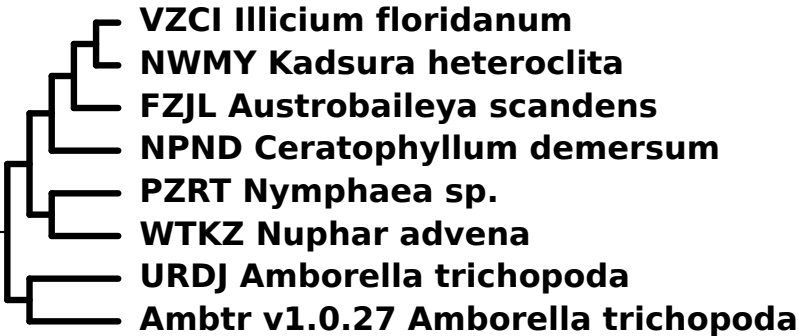 VZCI Illicium floridanum
NWMY Kadsura heteroclita
FZJL Austrobaileya scandens
NPND Ceratophyllum demersum
PZRT Nymphaea sp.
WTKZ Nuphar advena
URDJ Amborella trichopoda
Ambtr v1.0.27 Amborella trichopoda